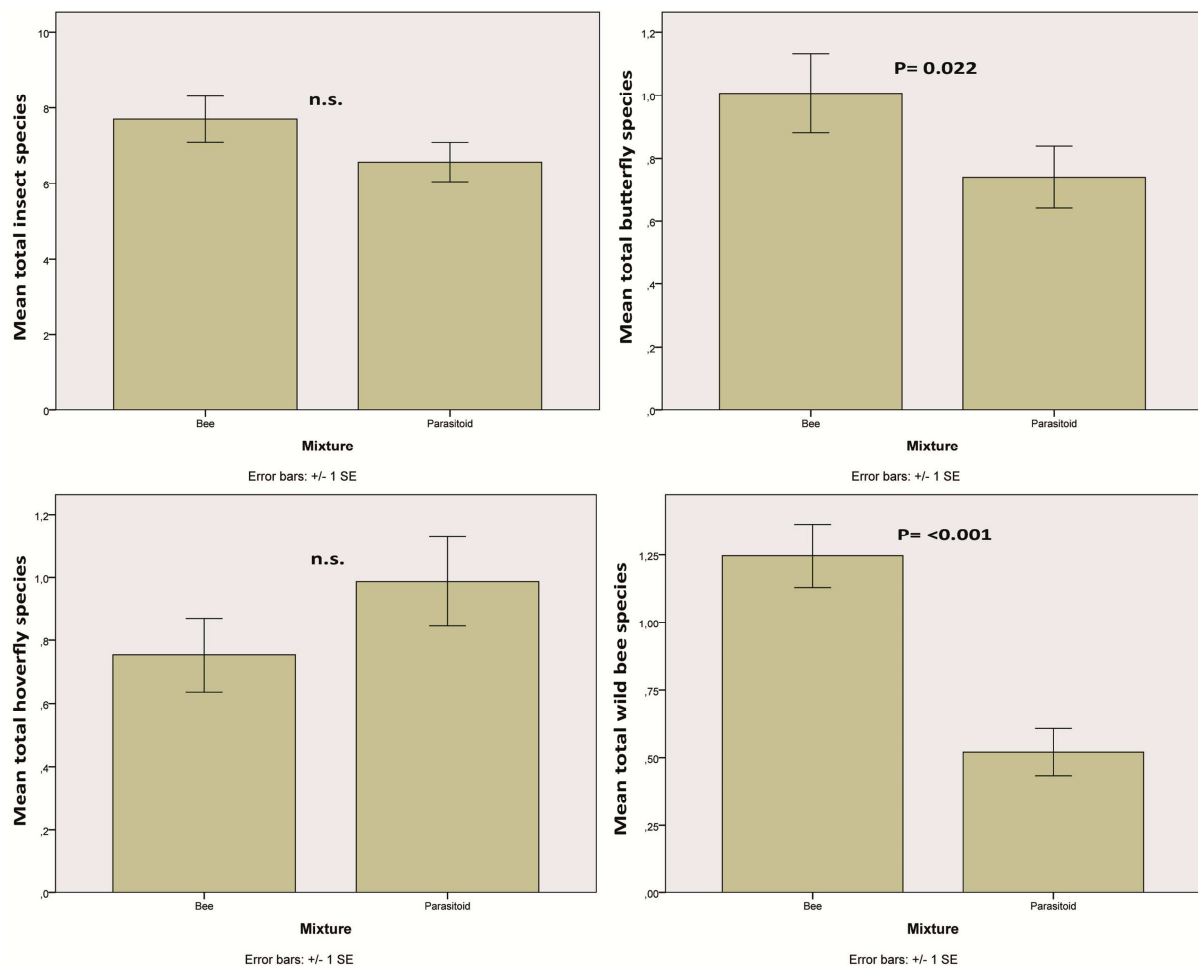 Mean total insect species
10
8
6
4
2
0
n.s.
Bee
Parasitoid
Mixture
Error bars: +/- 1 SE
Mean total butterfly species
1,2
1,0
,8
,6
,4
,2
,0
P= 0.022
Bee
Parasitoid
Mixture
Error bars: +/- 1 SE
Mean total hoverfly species
1,2
1,0
,8
,6
,4
,2
,0
n.s.
Bee
Parasitoid
Mixture
Error bars: +/- 1 SE
Mean total wild bee species
1,25
1,00
,75
,50
,25
,00
P= <0.001
Bee
Parasitoid
Mixture
Error bars: +/- 1 SE